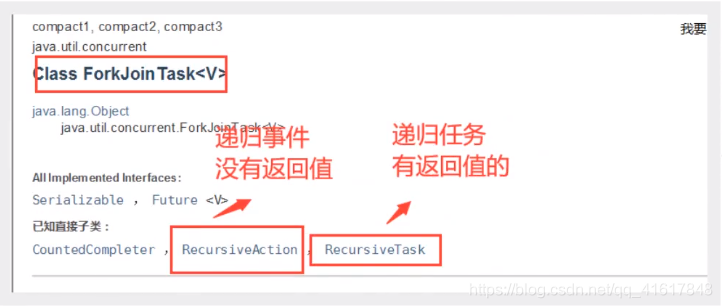 compact1, compact2, compact3
我要
java.util.concurrent
Class ForkJoinTask<V>
java.lang.Object
java.util.concurrent.ForkJoinTask<V>
递归事件
没有返回值
递归任务
有返回值的
All Implemented Interfaces:
Serializable , Future <V>
已知直接子类:
CountedCompleter , RecursiveAction , RecursiveTask
https://blog.csdn.net/qq_41617848